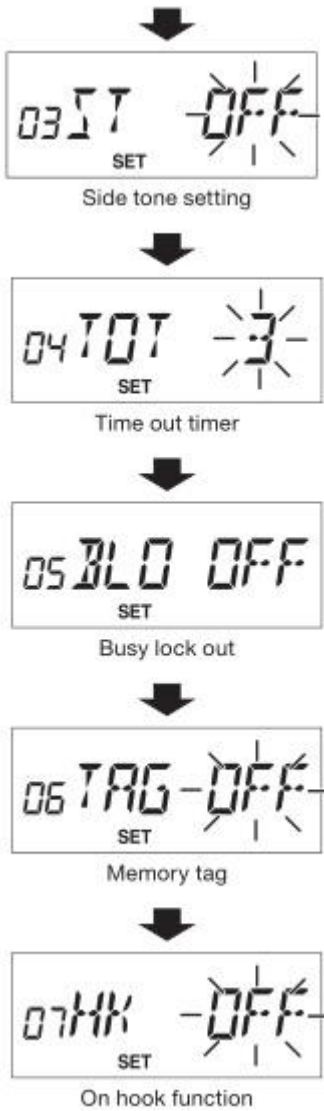 03 ST OFF
SET
Side tone setting
04 TOT 3
SET
Time out timer
05 BLO OFF
SET
Busy lock out
06 TAG OFF
SET
Memory tag
07 HK OFF
SET
On hook function